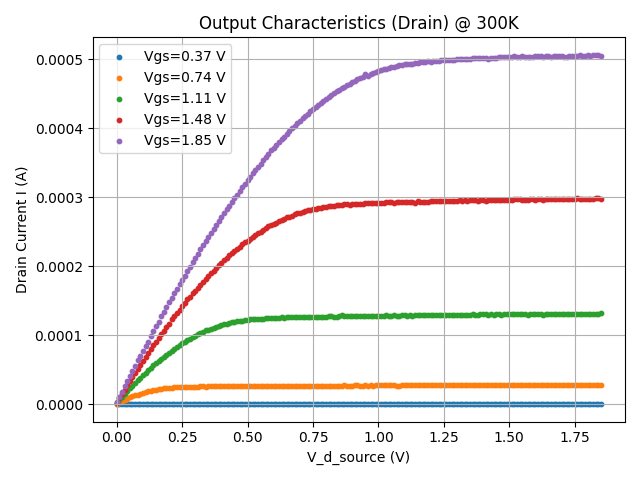 Output Characteristics (Drain) @ 300K
Vgs=0.37 V
Vgs=0.74 V
Vgs=1.11 V
Vgs=1.48 V
Vgs=1.85 V
Drain Current I (A)
0.0005
0.0004
0.0003
0.0002
0.0001
0.0000
0.00 0.25 0.50 0.75 1.00 1.25 1.50 1.75
V_d_source (V)